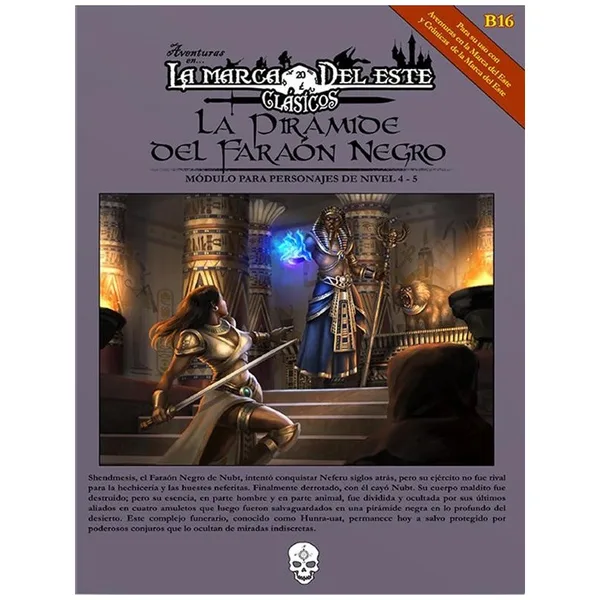 B16
Para su uso con
Aventuras en la Marca del Este
y Crónicas de la Marca del Este
Aventuras
en...
LA MARCA DEL ESTE
20
CLÁSICOS
LA PIRÁMIDE
DEL FARAÓN NEGRO
MÓDULO PARA PERSONAJES DE NIVEL 4 - 5
Shendmesis, el Faraón Negro de Nubt, intentó conquistar Neferu siglos atrás, pero su ejército no fue rival
para la hechicería y las huestes neferitas. Finalmente derrotado, con él cayó Nubt. Su cuerpo maldito fue
destruido; pero su esencia, en parte hombre y en parte animal, fue dividida y ocultada por sus últimos
aliados en cuatro amuletos que luego fueron salvaguardados en una pirámide negra en lo profundo del
desierto. Este complejo funerario, conocido como Hunra-uat, permanece hoy a salvo protegido por
poderosos conjuros que lo ocultan de miradas indiscretas.